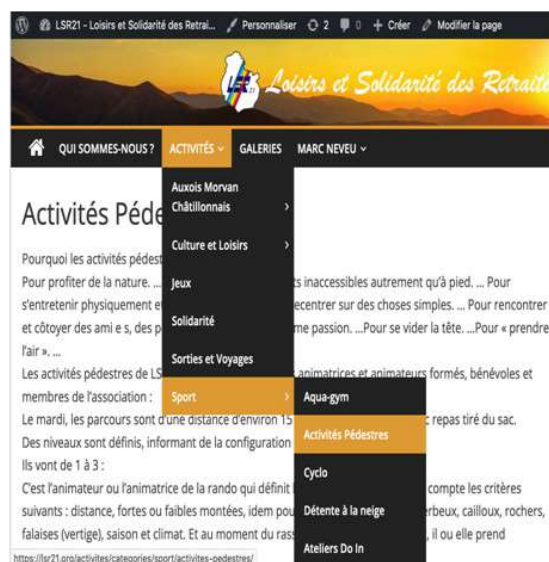 LSR21 – Loisirs et Solidarité des Retrai... Personnaliser 2 0 + Créer Modifier la page
LSR 21 Loisirs et Solidarité des Retraité
QUI SOMMES-NOUS ? ACTIVITÉS GALERIES MARC NEVEU
Auxois Morvan
Châtillonnais
Culture et Loisirs
Jeux
Solidarité
Sorties et Voyages
Sport
Aqua-gym
Activités Pédestres
Cyclo
Détente à la neige
Ateliers Do In
Activités Péde
Pourquoi les activités pédest
Pour profiter de la nature. ... ts inaccessibles autrement qu'à pied. ... Pour
s'entretenir physiquement et ecentrer sur des choses simples. ... Pour rencontrer
et côtoyer des ami e s, des p me passion. ...Pour se vider la tête. ...Pour « prendre
l'air ». ...
Les activités pédestres de LS animatrices et animateurs formés, bénévoles et
membres de l'association :
Le mardi, les parcours sont d'une distance d'environ 15 c repas tiré du sac.
Des niveaux sont définis, informant de la configuration
Ils vont de 1 à 3 :
C'est l'animateur ou l'animatrice de la rando qui définit l compte les critères
suivants : distance, fortes ou faibles montées, idem pou erbeux, cailloux, rochers,
falaises (vertige), saison et climat. Et au moment du rass , il ou elle prend
https://lsr21.org/activites/categories/sport/activites-pedestres/